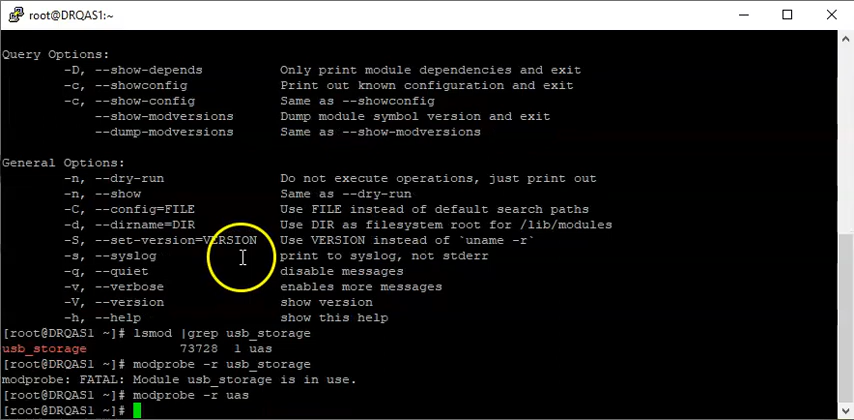 root@DRQAS1:~
Query Options:
-D, --show-depends Only print module dependencies and exit
-c, --showconfig Print out known configuration and exit
-c, --show-config Same as --showconfig
--show-modversions Dump module symbol version and exit
--dump-modversions Same as --show-modversions
General Options:
-n, --dry-run Do not execute operations, just print out
-n, --show Same as --dry-run
-C, --config=FILE Use FILE instead of default search paths
-d, --dirname=DIR Use DIR as filesystem root for /lib/modules
-S, --set-version=VERSION Use VERSION instead of `uname -r`
-s, --syslog print to syslog, not stderr
-q, --quiet disable messages
-v, --verbose enables more messages
-V, --version show version
-h, --help show this help
[root@DRQAS1 ~]# lsmod |grep usb_storage
usb_storage 73728 1 uas
[root@DRQAS1 ~]# modprobe -r usb_storage
modprobe: FATAL: Module usb_storage is in use.
[root@DRQAS1 ~]# modprobe -r uas
[root@DRQAS1 ~]#